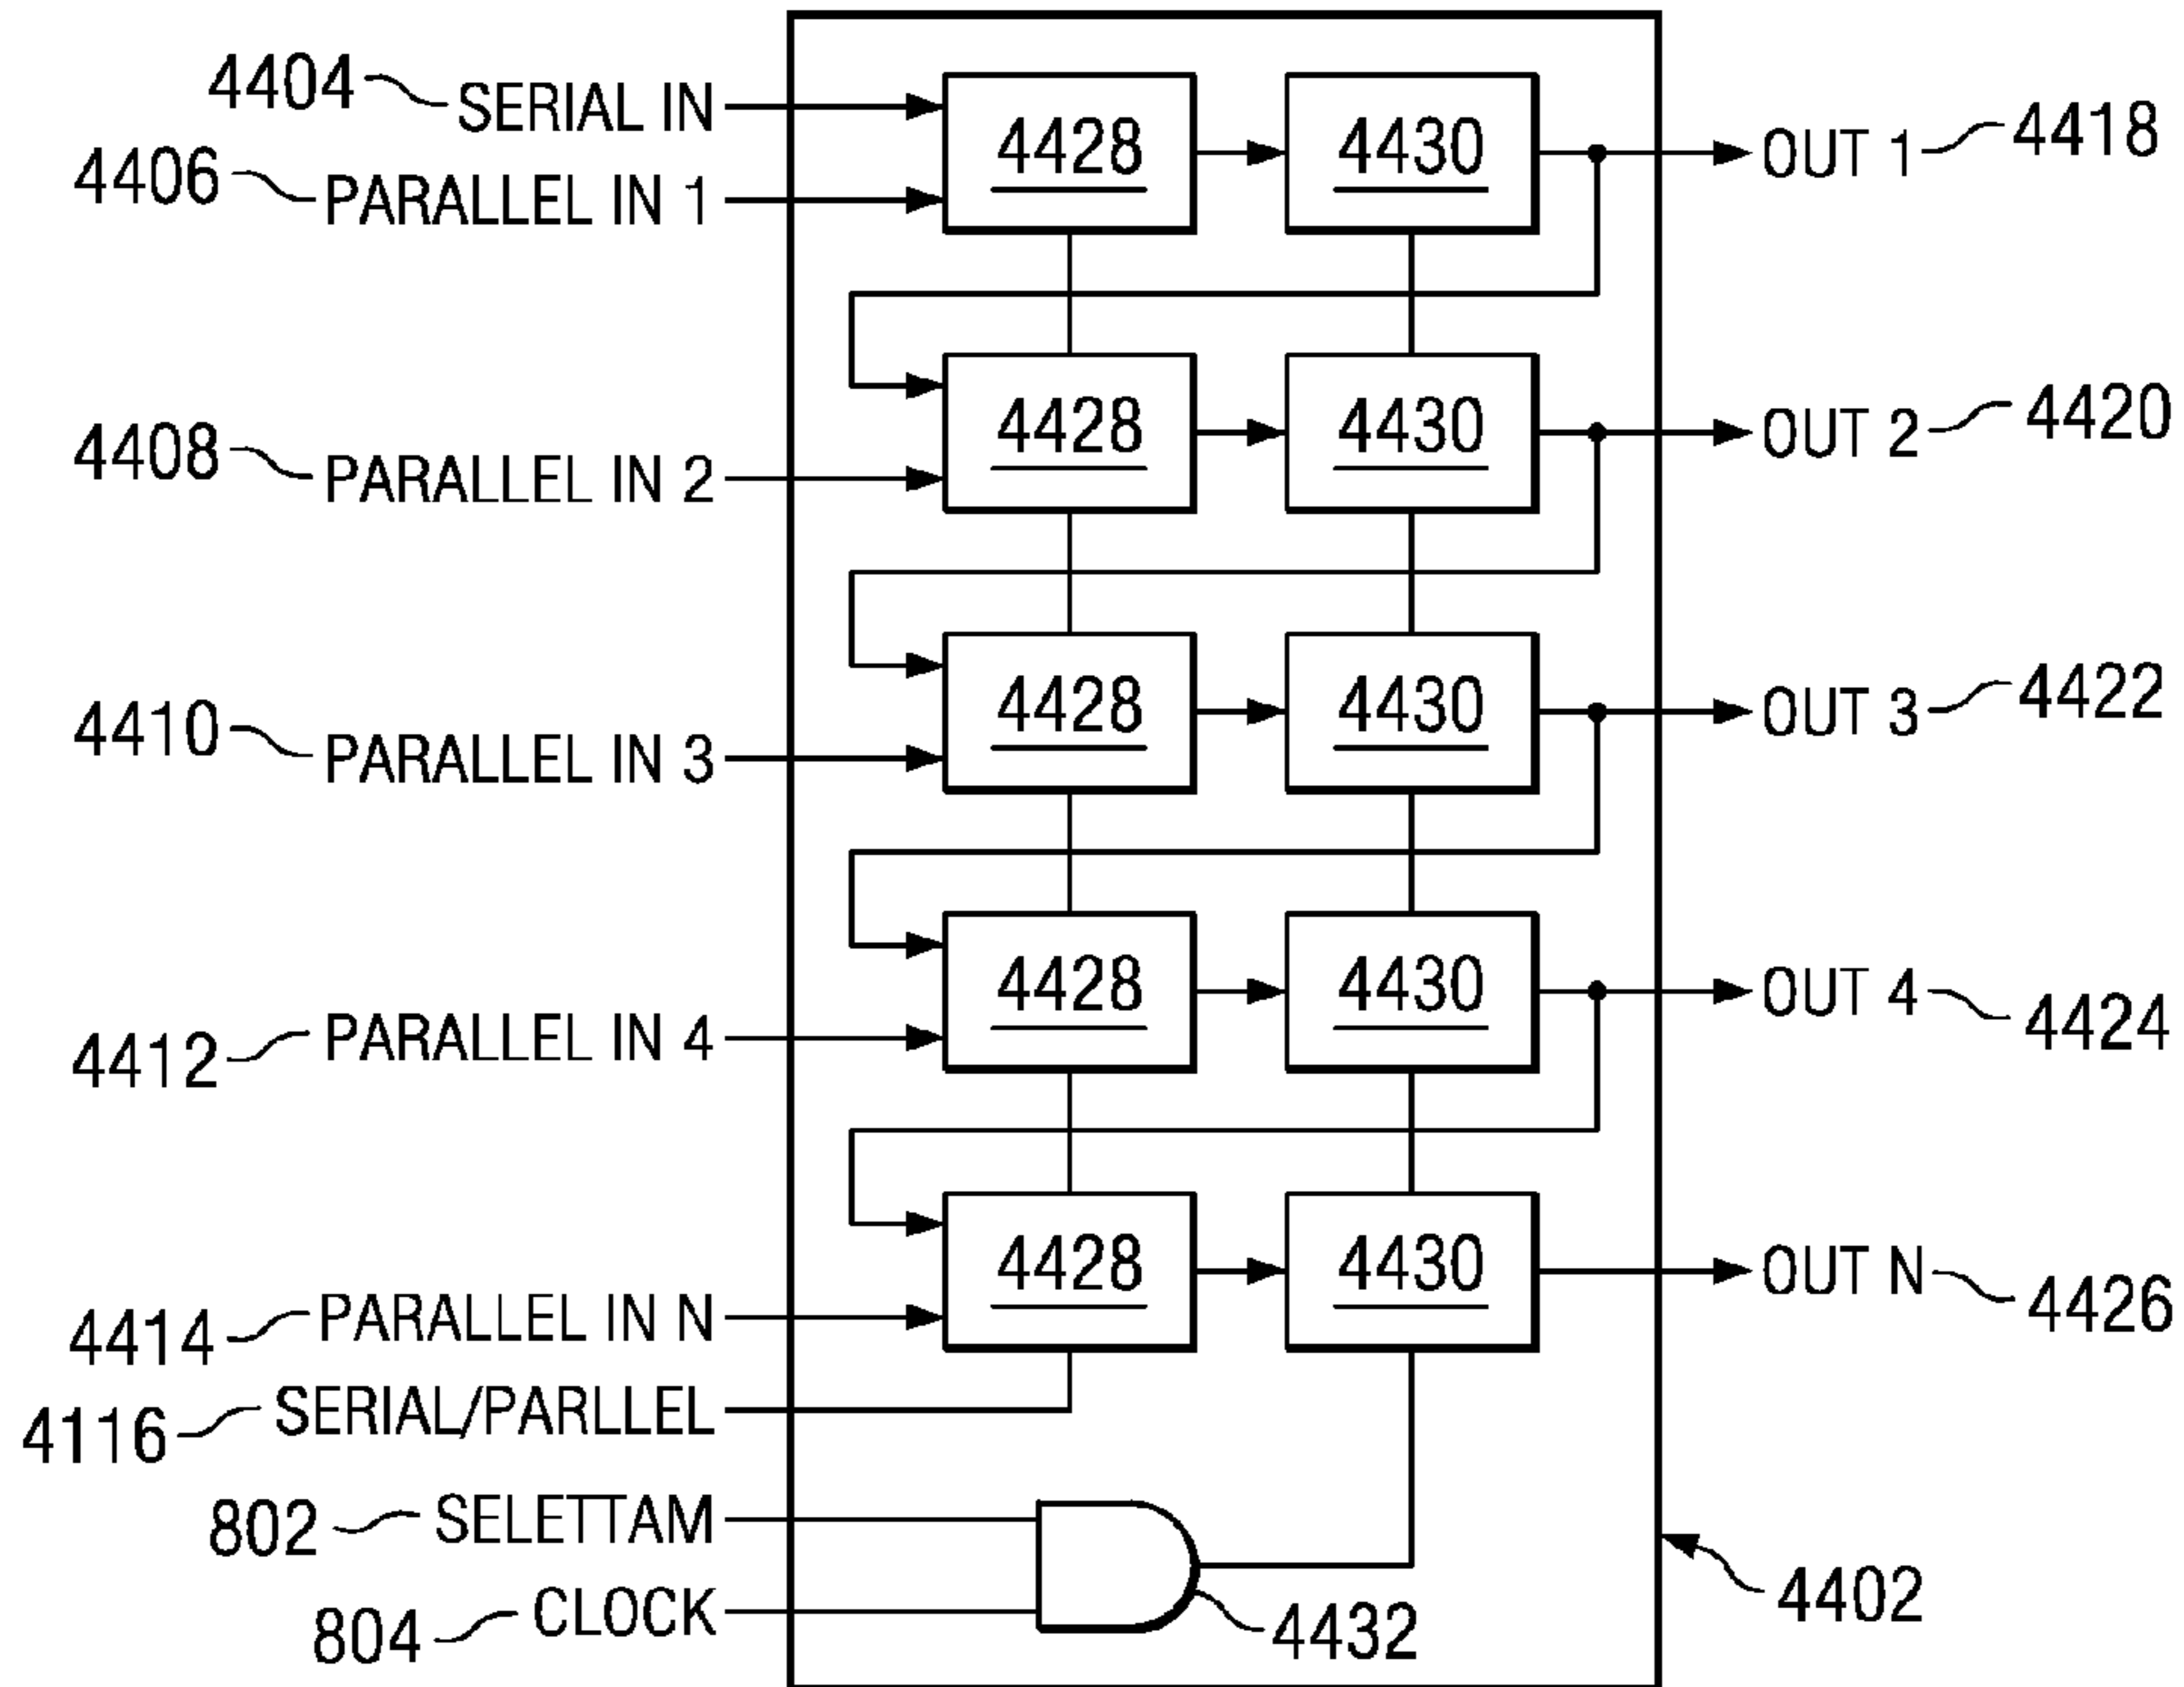 4404 SERIAL IN 4428 4430 OUT 1 4418
4406 PARALLEL IN 1
4408 PARALLEL IN 2 4428 4430 OUT 2 4420
4410 PARALLEL IN 3 4428 4430 OUT 3 4422
4412 PARALLEL IN 4 4428 4430 OUT 4 4424
4414 PARALLEL IN N 4428 4430 OUT N 4426
4116 SERIAL/PARLLEL
802 SELETTAM
804 CLOCK 4432 4402